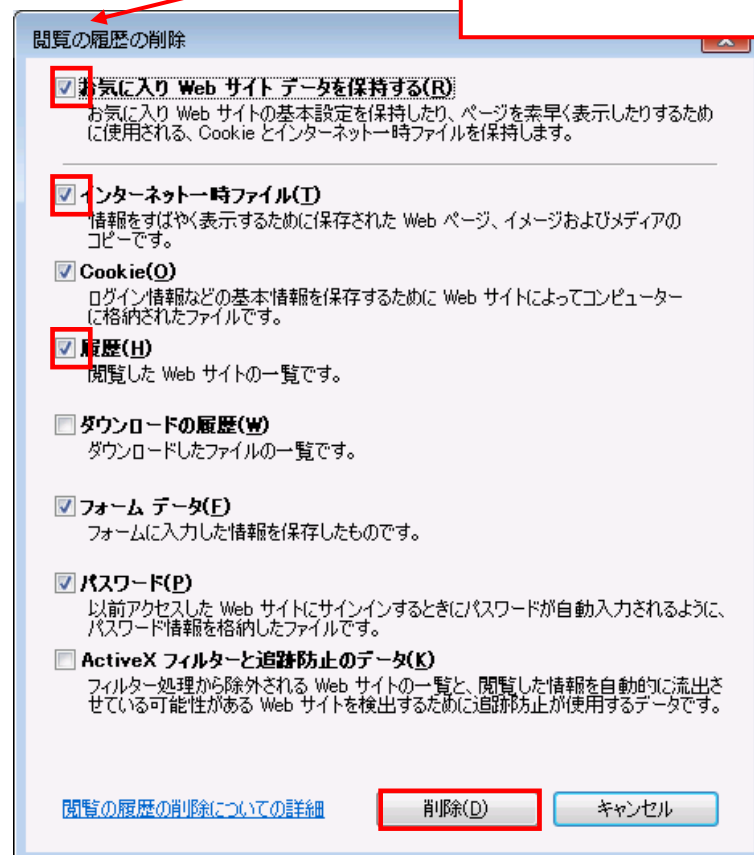 閲覧の履歴の削除
お気に入り Web サイト データを保持する(R)
お気に入り Web サイトの基本設定を保持したり、ページを素早く表示したりするため
に使用される、Cookie とインターネット一時ファイルを保持します。
インターネット一時ファイル(T)
情報をすばやく表示するために保存された Web ページ、イメージおよびメディアの
コピーです。
Cookie(O)
ログイン情報などの基本情報を保存するために Web サイトによってコンピューター
に格納されたファイルです。
履歴(H)
閲覧した Web サイトの一覧です。
ダウンロードの履歴(W)
ダウンロードしたファイルの一覧です。
フォーム データ(F)
フォームに入力した情報を保存したものです。
パスワード(P)
以前アクセスした Web サイトにサインインするときにパスワードが自動入力されるように、
パスワード情報を格納したファイルです。
ActiveX フィルターと追跡防止のデータ(K)
フィルター処理から除外される Web サイトの一覧と、閲覧した情報を自動的に流出さ
せている可能性がある Web サイトを検出するために追跡防止が使用するデータです。
閲覧の履歴の削除についての詳細
削除(D)
キャンセル